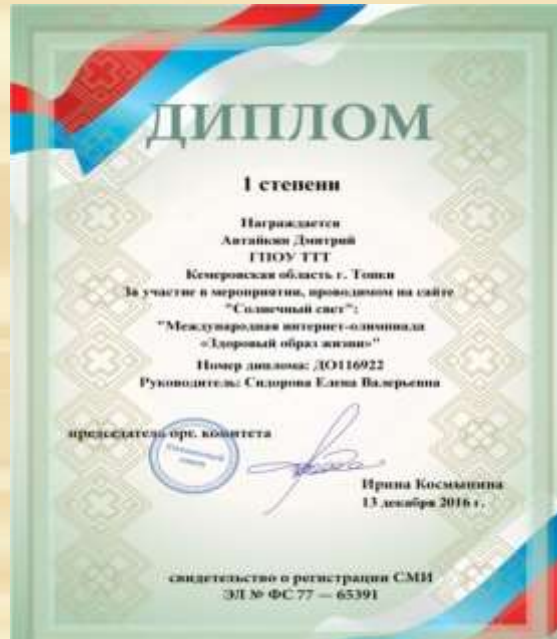 ДИПЛОМ
1 степени
Награждается
Антайкин Дмитрий
ГПОУ ТТТ
Кемеровская область г. Топки
За участие в мероприятии, проводимом на сайте
"Солнечный свет":
"Международная интернет-олимпиада
«Здоровый образ жизни»"
Номер диплома: ДО116922
Руководитель: Сидорова Елена Валерьевна
председатель орг. комитета
Солнечный
свет
Ирина Космынина
13 декабря 2016 г.
свидетельство о регистрации СМИ
ЭЛ № ФС 77 — 65391